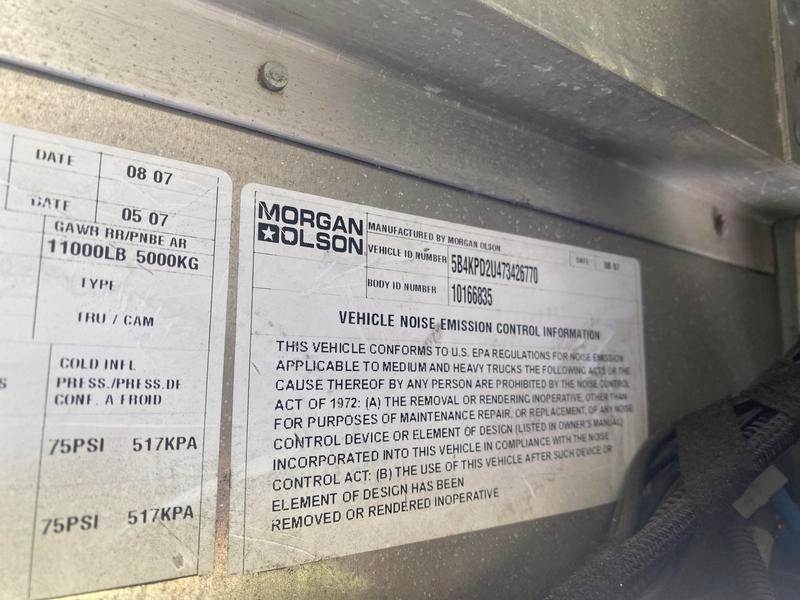 DATE 08 07
DATE 05 07
GAWR RR/PNBE AR
11000LB 5000KG
TYPE
TRU / CAM
COLD INFL
PRESS./PRESS.DE
CONF. A FROID
S
75PSI 517KPA
75PSI 517KPA
MORGAN
OLSON
MANUFACTURED BY MORGAN OLSON
DATE 08 07
VEHICLE ID NUMBER 5B4KPD2U473426770
BODY ID NUMBER 10166835
VEHICLE NOISE EMISSION CONTROL INFORMATION
THIS VEHICLE CONFORMS TO U.S. EPA REGULATIONS FOR NOISE EMISSION
APPLICABLE TO MEDIUM AND HEAVY TRUCKS THE FOLLOWING ACTS OR THE
CAUSE THEREOF BY ANY PERSON ARE PROHIBITED BY THE NOISE CONTROL
ACT OF 1972: (A) THE REMOVAL OR RENDERING INOPERATIVE, OTHER THAN
FOR PURPOSES OF MAINTENANCE REPAIR, OR REPLACEMENT, OF ANY NOISE
CONTROL DEVICE OR ELEMENT OF DESIGN (LISTED IN OWNER'S MANUAL)
INCORPORATED INTO THIS VEHICLE IN COMPLIANCE WITH THE NOISE
CONTROL ACT: (B) THE USE OF THIS VEHICLE AFTER SUCH DEVICE OR
ELEMENT OF DESIGN HAS BEEN
REMOVED OR RENDERED INOPERATIVE